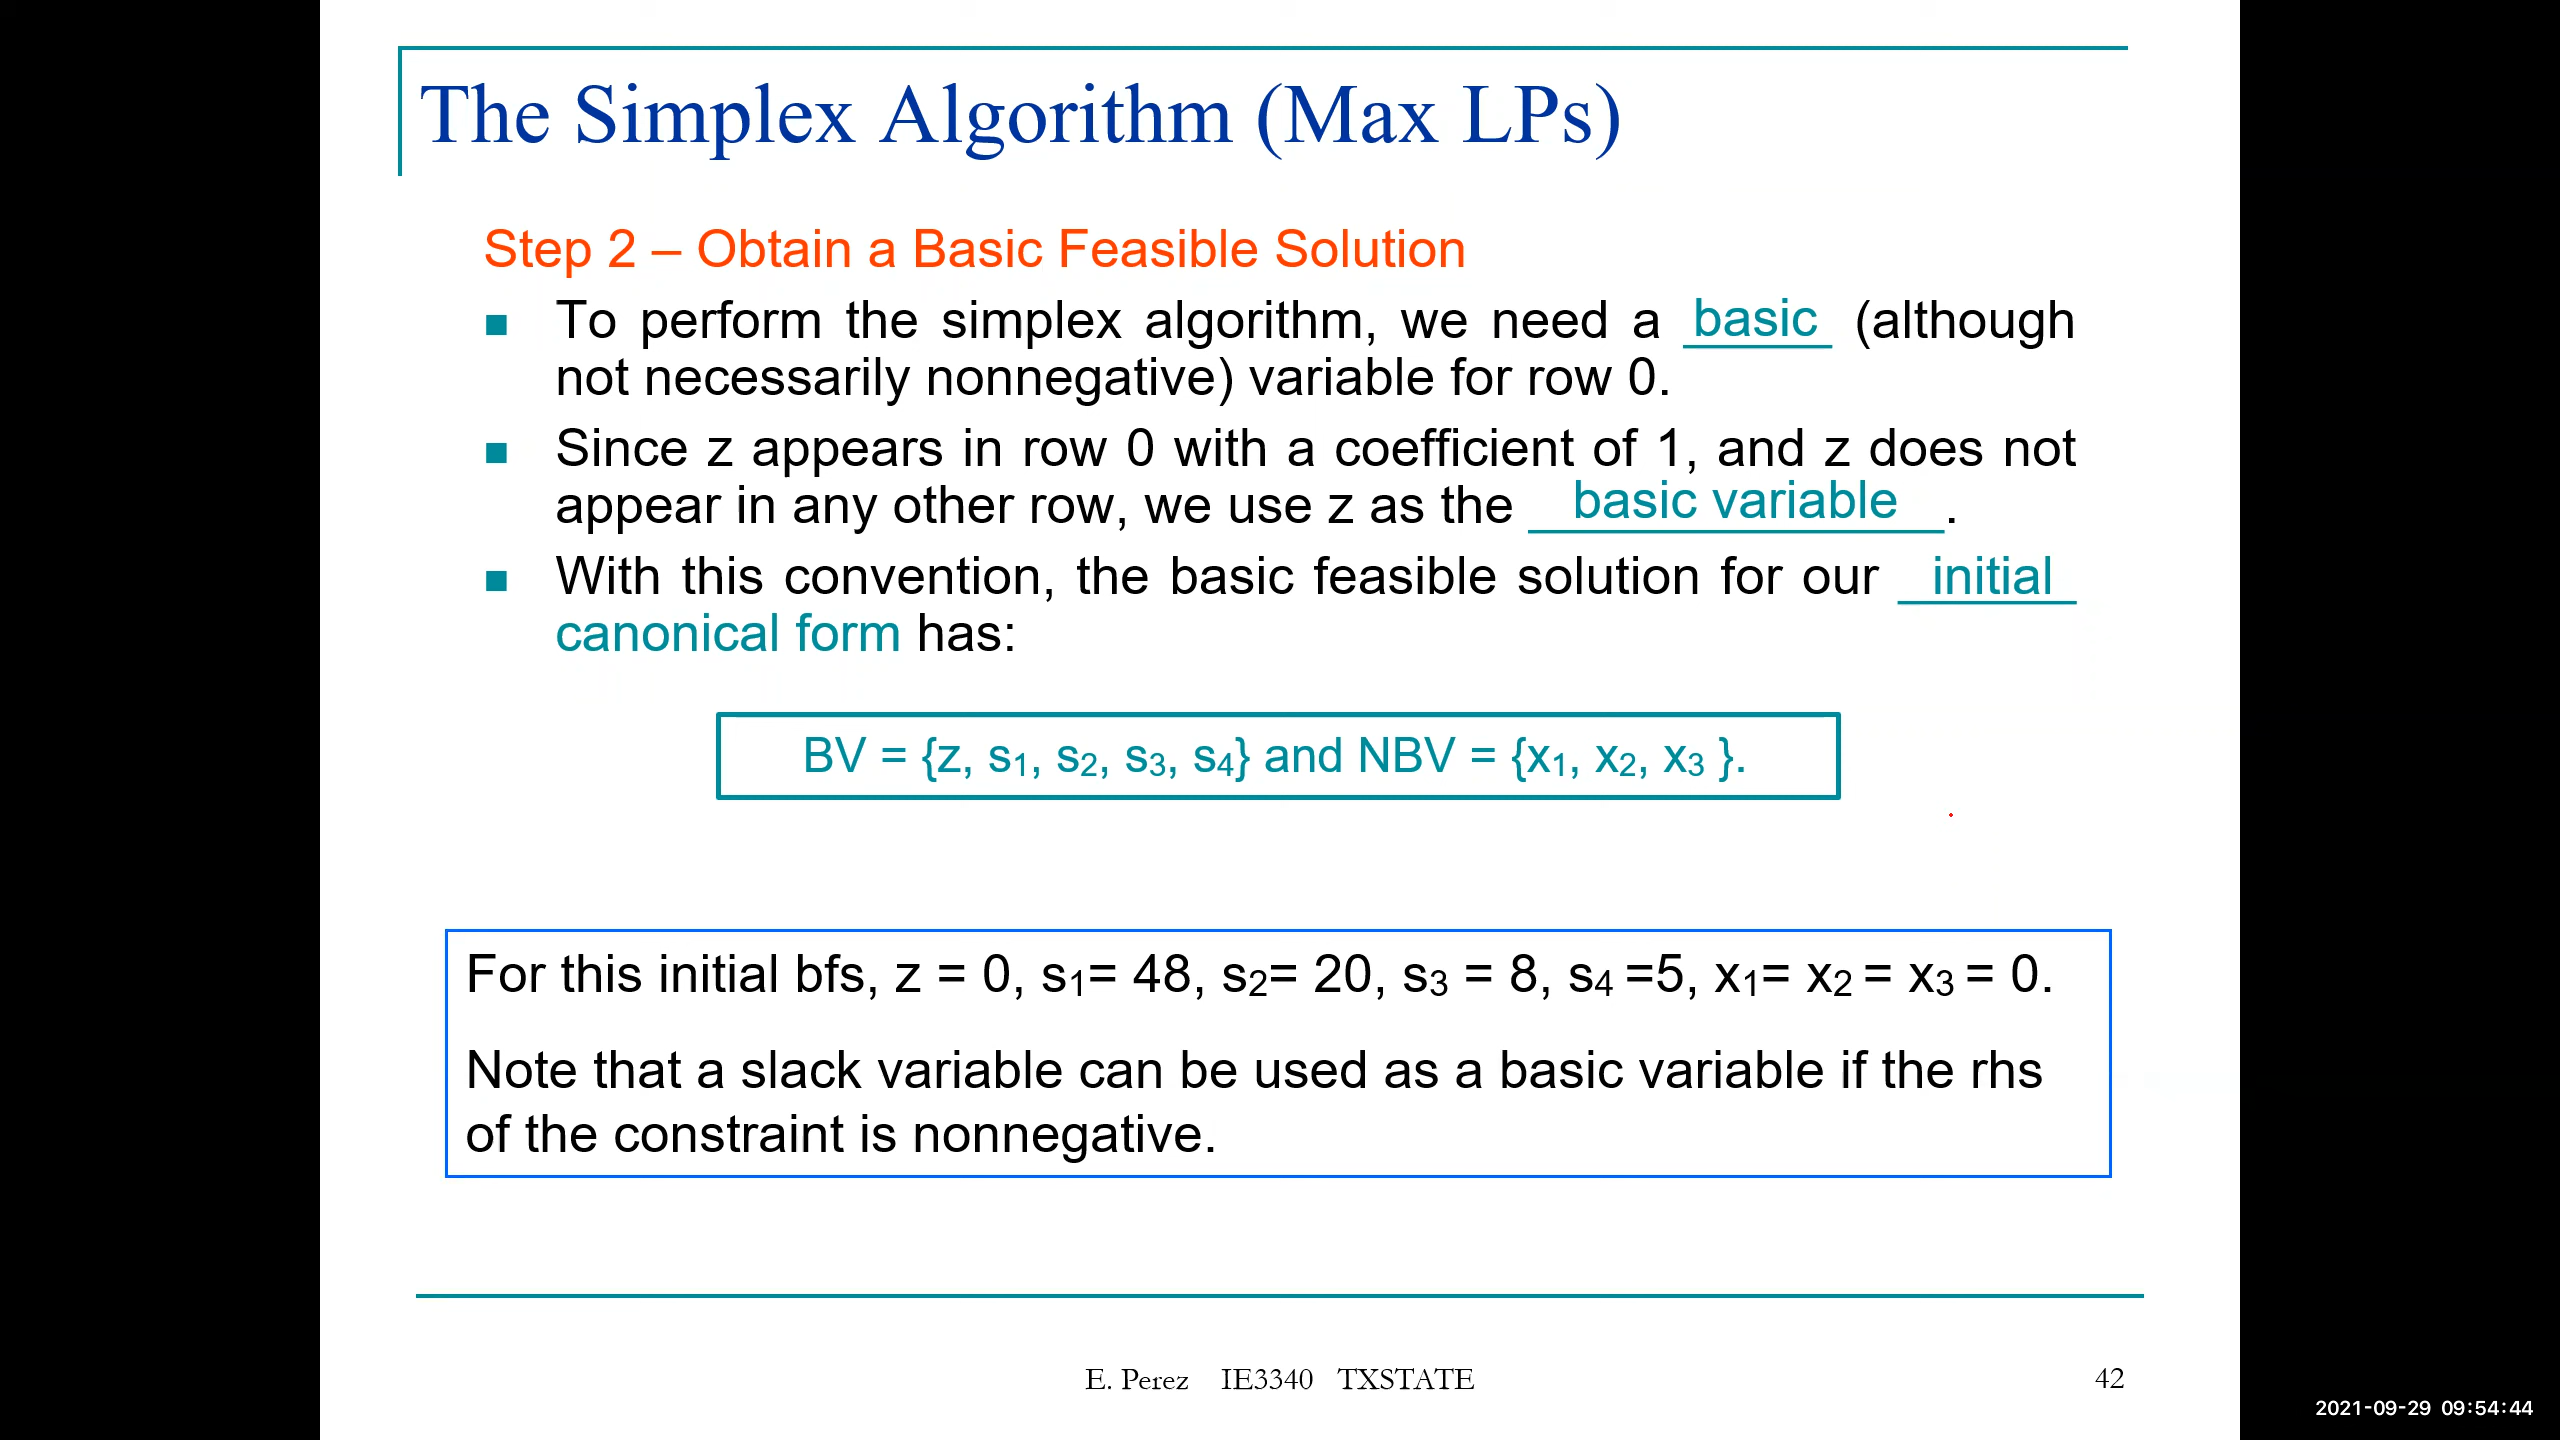 The Simplex Algorithm (Max LPs)
Step 2 – Obtain a Basic Feasible Solution
To perform the simplex algorithm, we need a basic (although
not necessarily nonnegative) variable for row 0.
Since z appears in row 0 with a coefficient of 1, and z does not
appear in any other row, we use z as the basic variable.
With this convention, the basic feasible solution for our initial
canonical form has:
BV = {z, s₁, s₂, s₃, s₄} and NBV = {x₁, x₂, x₃ }.
For this initial bfs, z = 0, s₁= 48, s₂= 20, s₃ = 8, s₄ =5, x₁= x₂ = x₃ = 0.
Note that a slack variable can be used as a basic variable if the rhs
of the constraint is nonnegative.
E. Perez IE3340 TXSTATE
42
2021-09-29 09:54:44